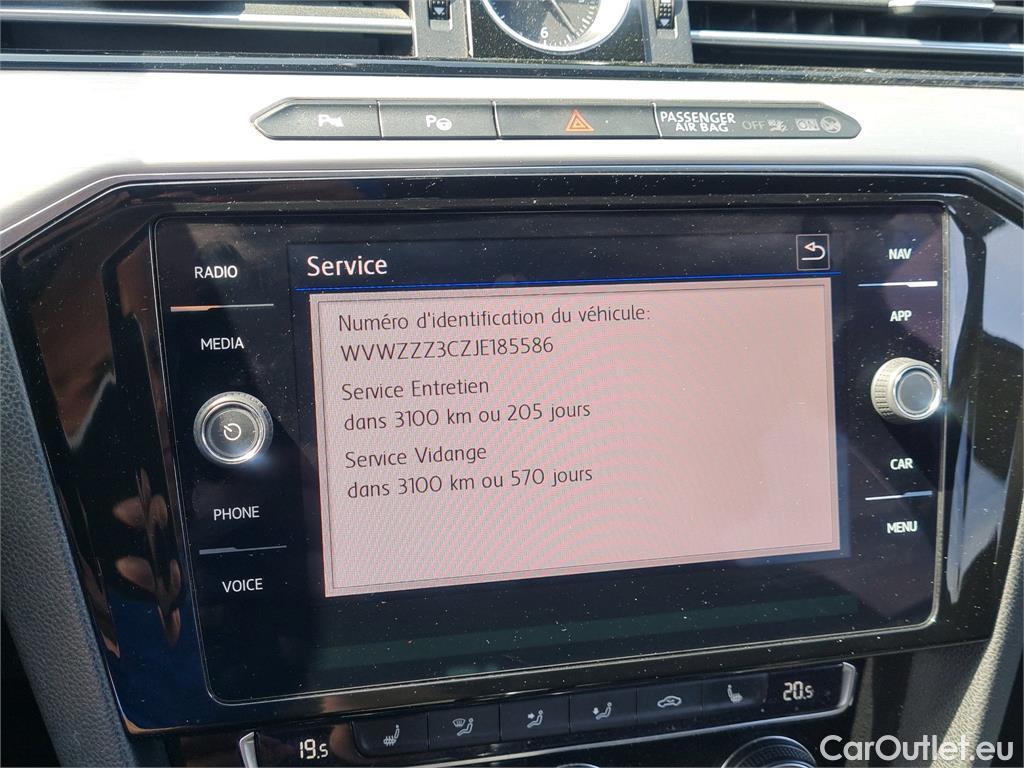 6
P
P
PASSENGER
AIR BAG
OFF
ON
RADIO
MEDIA
PHONE
VOICE
Service
Numéro d'identification du véhicule:
WVWZZZ3CZJE185586
Service Entretien
dans 3100 km ou 205 jours
Service Vidange
dans 3100 km ou 570 jours
NAV
APP
CAR
MENU
19.5
20.5
CarOutlet.eu